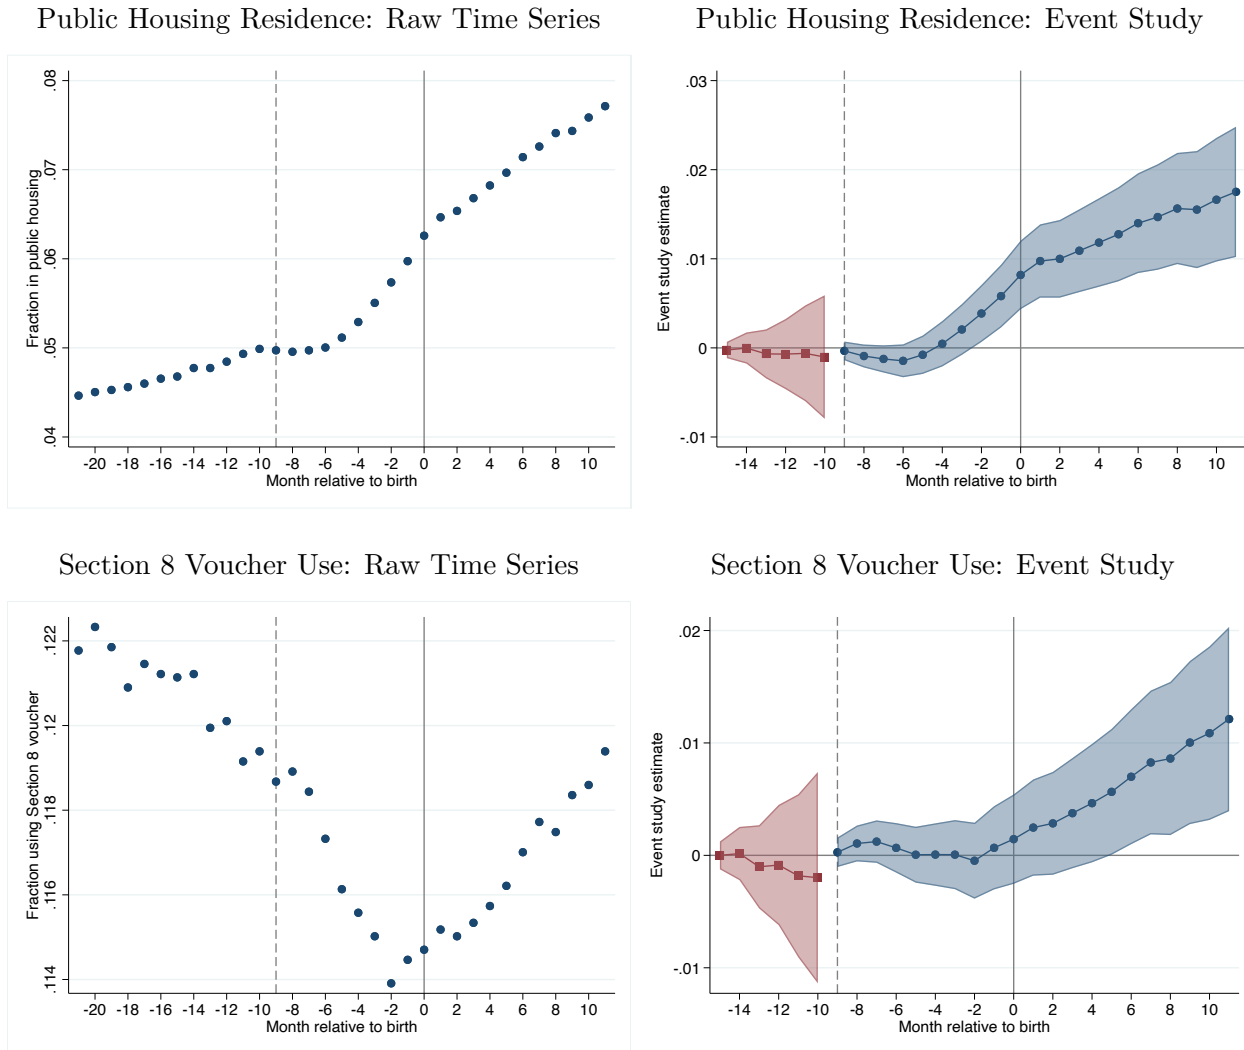 Public Housing Residence: Raw Time Series
.08
.07
.06
.05
.04
Fraction in public housing
-20 -18 -16 -14 -12 -10 -8 -6 -4 -2 0 2 4 6 8 10
Month relative to birth
Public Housing Residence: Event Study
.03
.02
.01
0
-.01
Event study estimate
-14 -12 -10 -8 -6 -4 -2 0 2 4 6 8 10
Month relative to birth
Section 8 Voucher Use: Raw Time Series
.122
.12
.118
.116
.114
Fraction using Section 8 voucher
-20 -18 -16 -14 -12 -10 -8 -6 -4 -2 0 2 4 6 8 10
Month relative to birth
Section 8 Voucher Use: Event Study
.02
.01
0
-.01
Event study estimate
-14 -12 -10 -8 -6 -4 -2 0 2 4 6 8 10
Month relative to birth